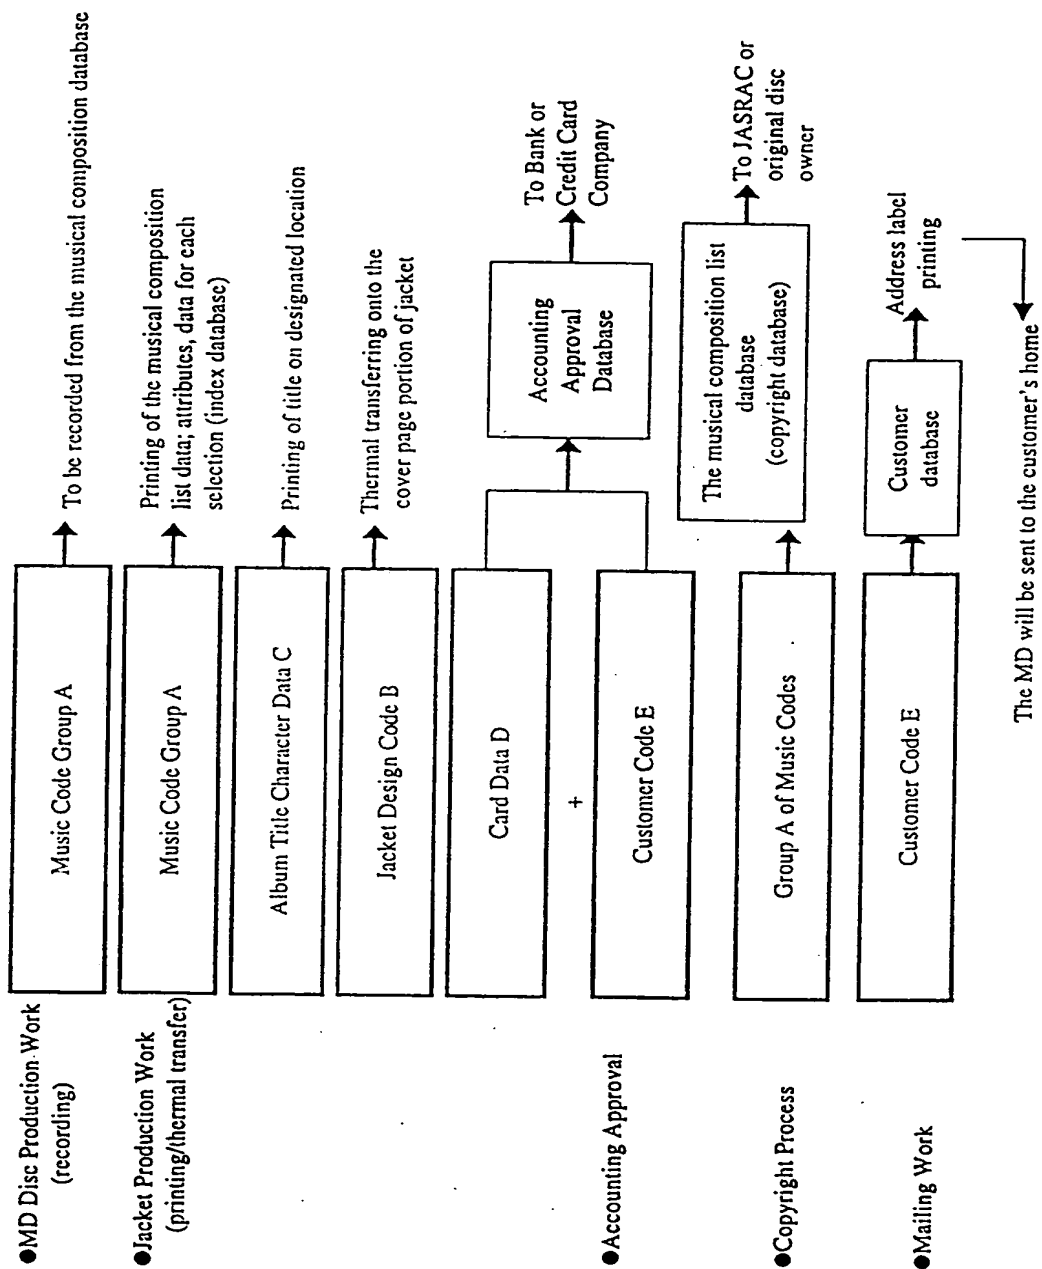 ●MD Disc Production Work
(recording)
Music Code Group A
To be recorded from the musical composition database
●Jacket Production Work
(printing/thermal transfer)
Music Code Group A
Printing of the musical composition
list data; attributes, data for each
selection (index database)
Album Title Character Data C
Printing of title on designated location
Jacket Design Code B
Thermal transferring onto the
cover page portion of jacket
●Accounting Approval
Card Data D
+
Customer Code E
Accounting
Approval
Database
To Bank or
Credit Card
Company
●Copyright Process
Group A of Music Codes
The musical composition list
database
(copyright database)
To JASRAC or
original disc
owner
●Mailing Work
Customer Code E
Customer
database
Address label
printing
The MD will be sent to the customer's home